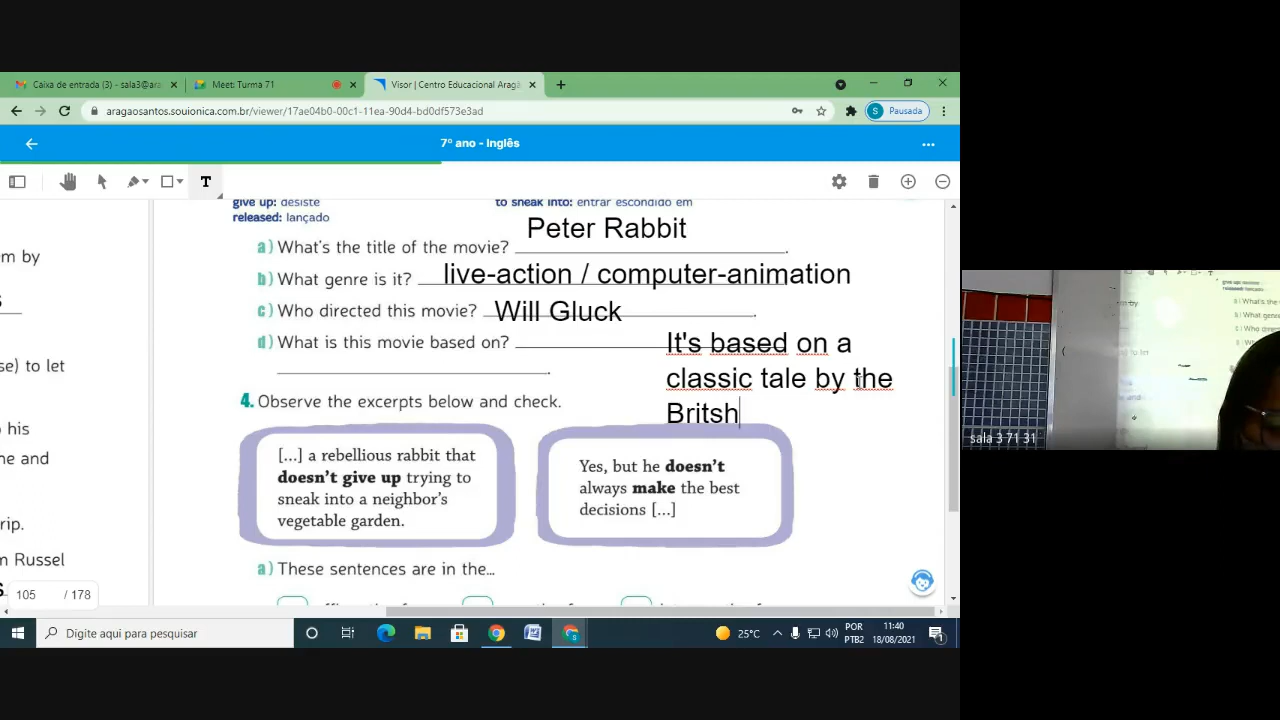 Caixa de entrada (3) - sala3@ara
Meet: Turma 71
Visor | Centro Educacional Aragã
aragaosantos.souionica.com.br/viewer/17ae04b0-00c1-11ea-90d4-bd0df573e3ad
S Pausada
7º ano - Inglês
T
give up: desiste
to sneak into: entrar escondido em
released: lançado
Peter Rabbit
a) What's the title of the movie?
b) What genre is it? live-action / computer-animation
c) Who directed this movie? Will Gluck
d) What is this movie based on? It's based on a
classic tale by the
Britsh
m by
se) to let
his
ne and
rip.
m Russel
4. Observe the excerpts below and check.
[...] a rebellious rabbit that
doesn't give up trying to
sneak into a neighbor's
vegetable garden.
Yes, but he doesn't
always make the best
decisions [...]
a) These sentences are in the...
105 / 178
Digite aqui para pesquisar
25°C
POR
PTB2
11:40
18/08/2021
1
sala 3 71 31